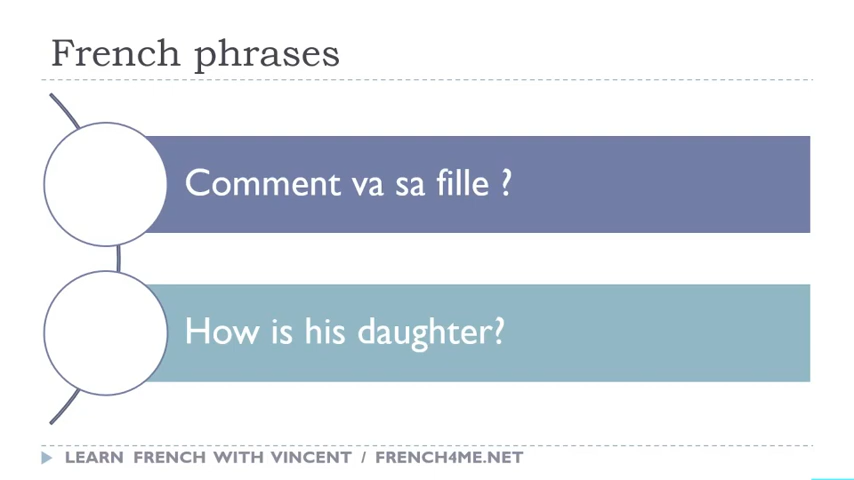 French phrases
Comment va sa fille ?
How is his daughter?
LEARN FRENCH WITH VINCENT / FRENCH4ME.NET